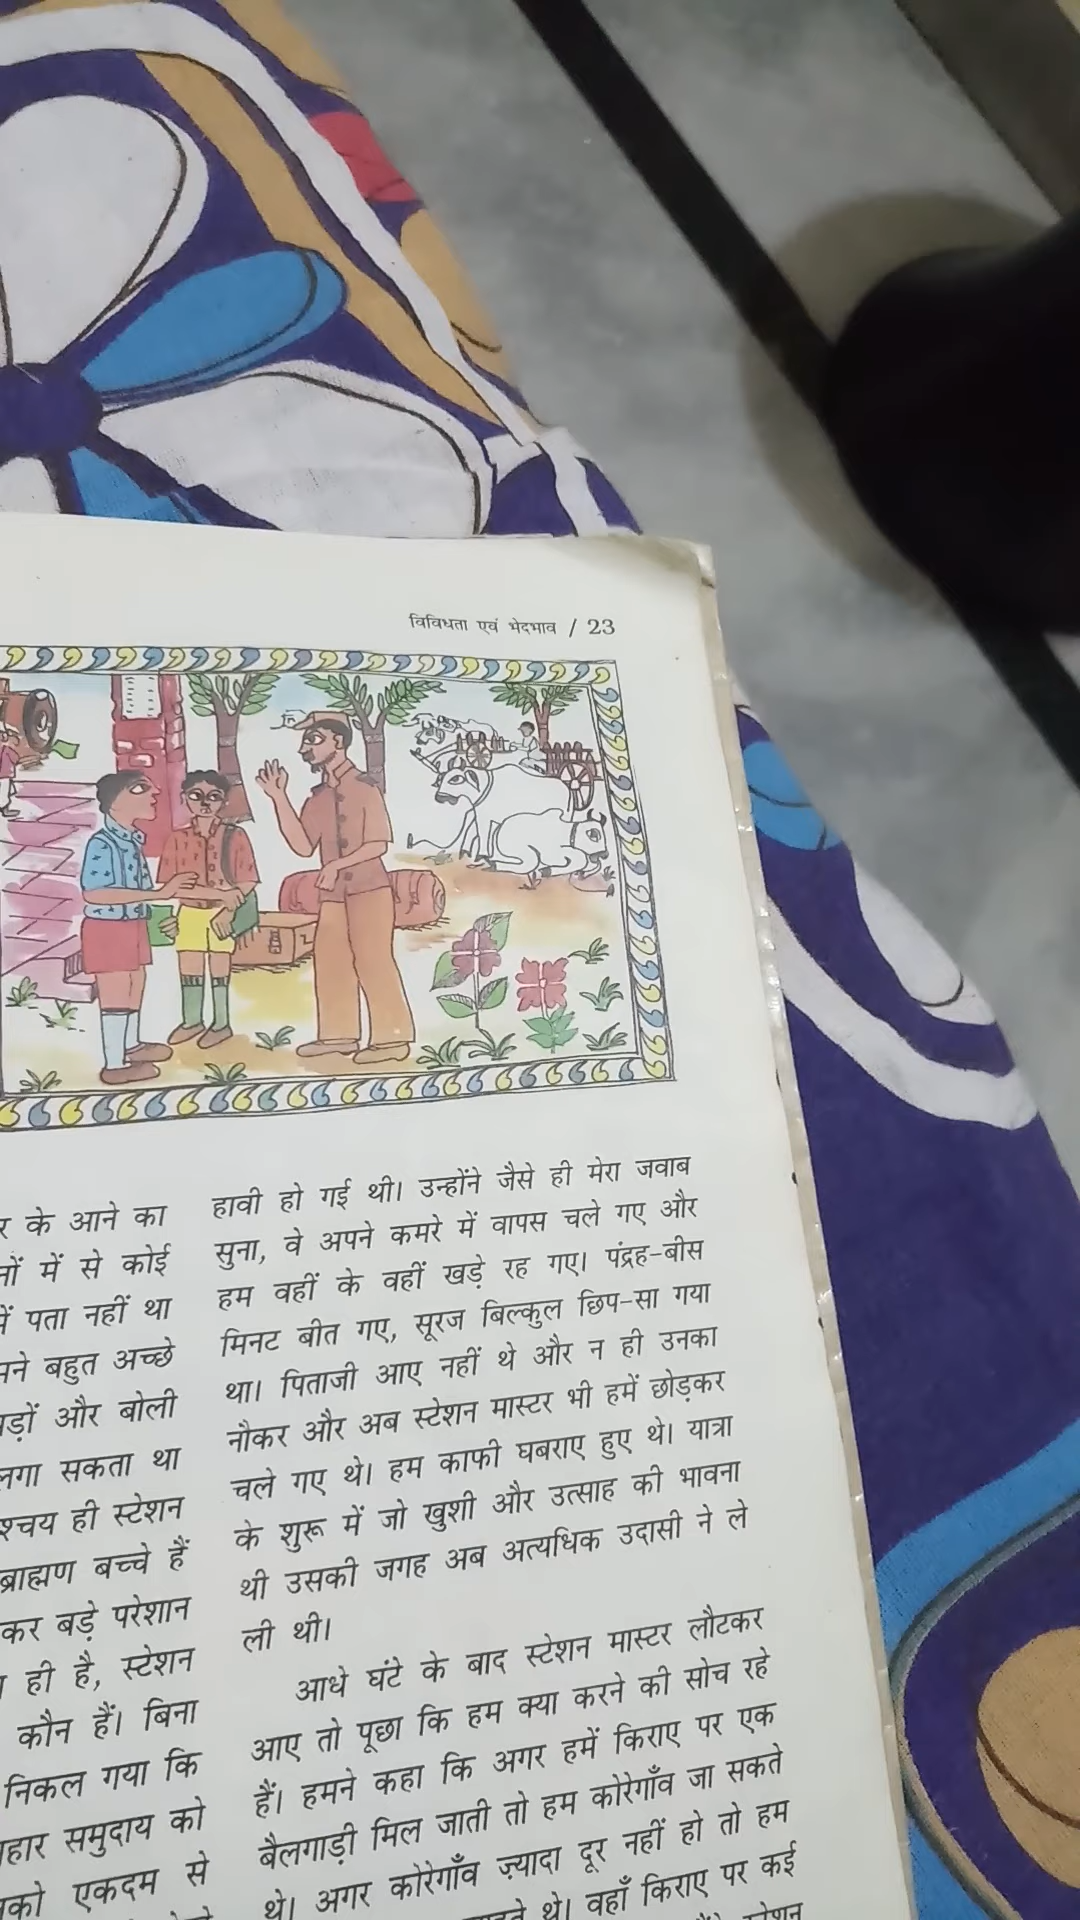 विविधता एवं भेदभाव / 23
के आने का
में से कोई
पता नहीं था
बहुत अच्छे
और बोली
सकता था
ही स्टेशन
ब्राह्मण बच्चे हैं
कर बड़े परेशान
ही है, स्टेशन
कौन हैं। बिना
निकल गया कि
समुदाय को
एकदम से
हावी हो गई थी। उन्होंने जैसे ही मेरा जवाब
सुना, वे अपने कमरे में वापस चले गए और
हम वहीं के वहीं खड़े रह गए। पंद्रह-बीस
मिनट बीत गए, सूरज बिल्कुल छिप-सा गया
था। पिताजी आए नहीं थे और न ही उनका
नौकर और अब स्टेशन मास्टर भी हमें छोड़कर
चले गए थे। हम काफी घबराए हुए थे। यात्रा
के शुरू में जो खुशी और उत्साह की भावना
थी उसकी जगह अब अत्यधिक उदासी ने ले
ली थी।
आधे घंटे के बाद स्टेशन मास्टर लौटकर
आए तो पूछा कि हम क्या करने की सोच रहे
हैं। हमने कहा कि अगर हमें किराए पर एक
बैलगाड़ी मिल जाती तो हम कोरेगाँव जा सकते
थे। अगर कोरेगाँव ज़्यादा दूर नहीं हो तो हम
थे। वहाँ किराए पर कई